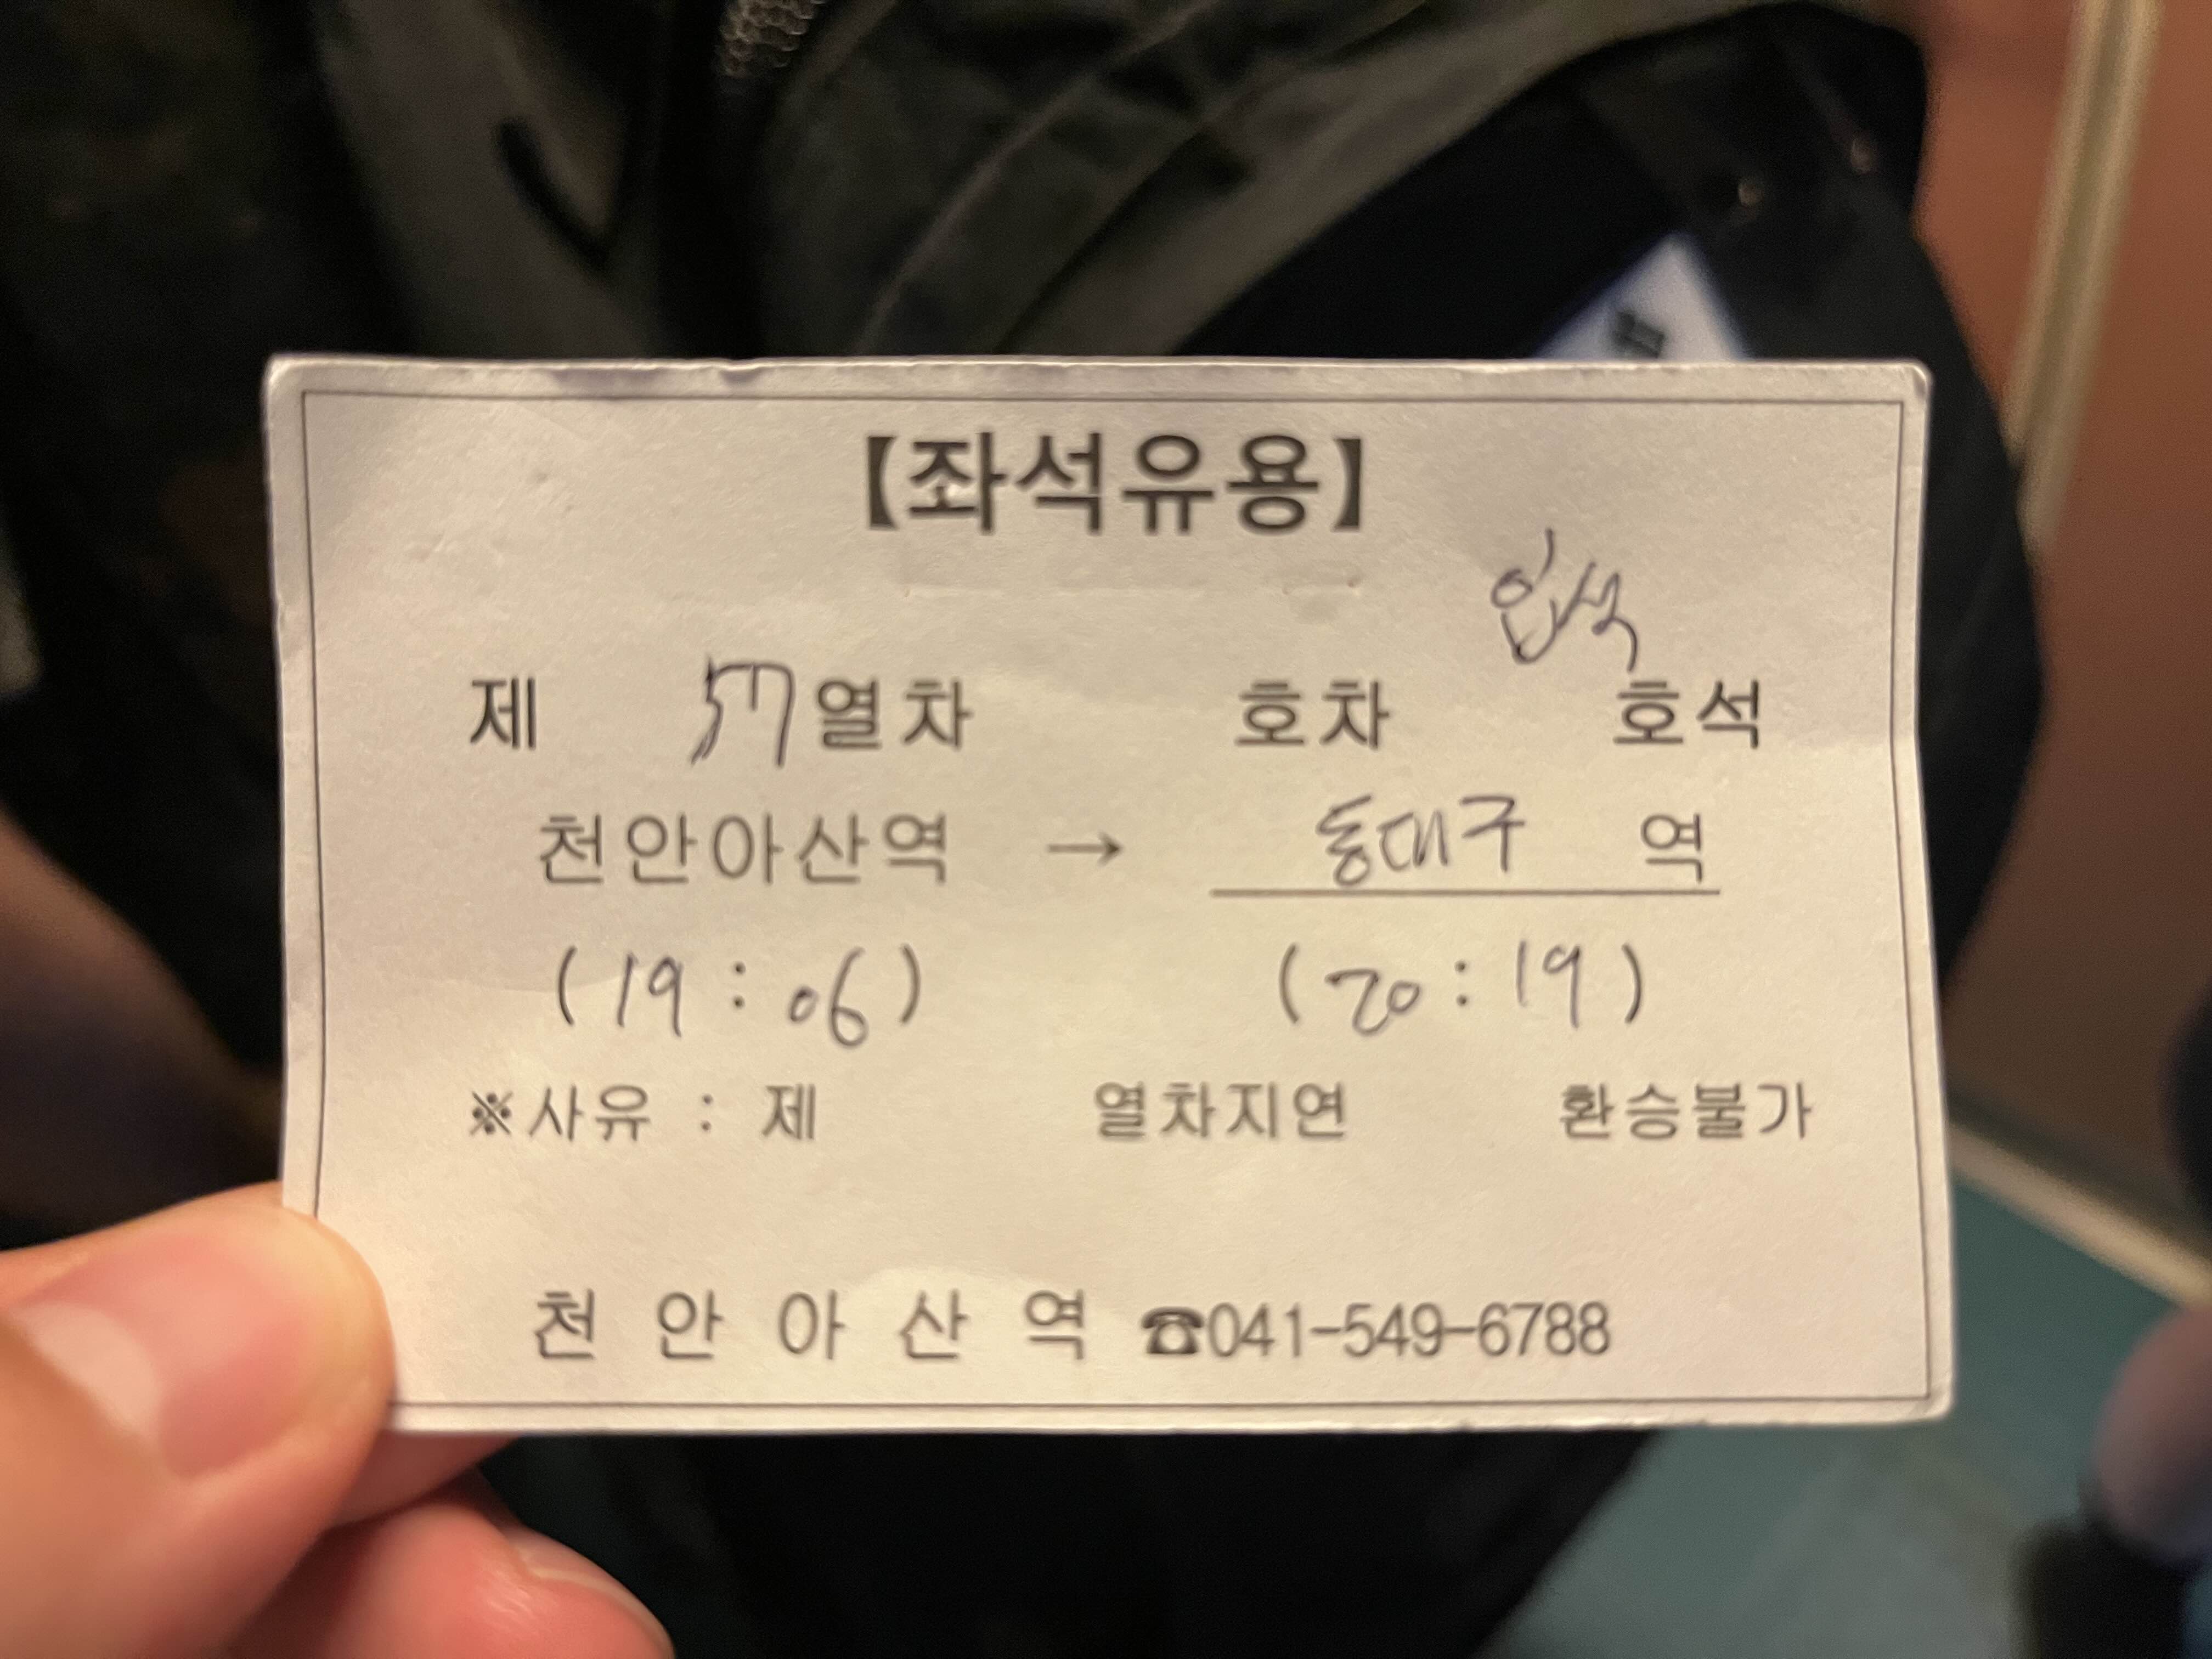 【좌석유용】
입석
제 57 열차 호차 호석
천안아산역 → 동대구 역
(19:06) (20:19)
※사유 : 제 열차지연 환승불가
천 안 아 산 역 ☎041-549-6788